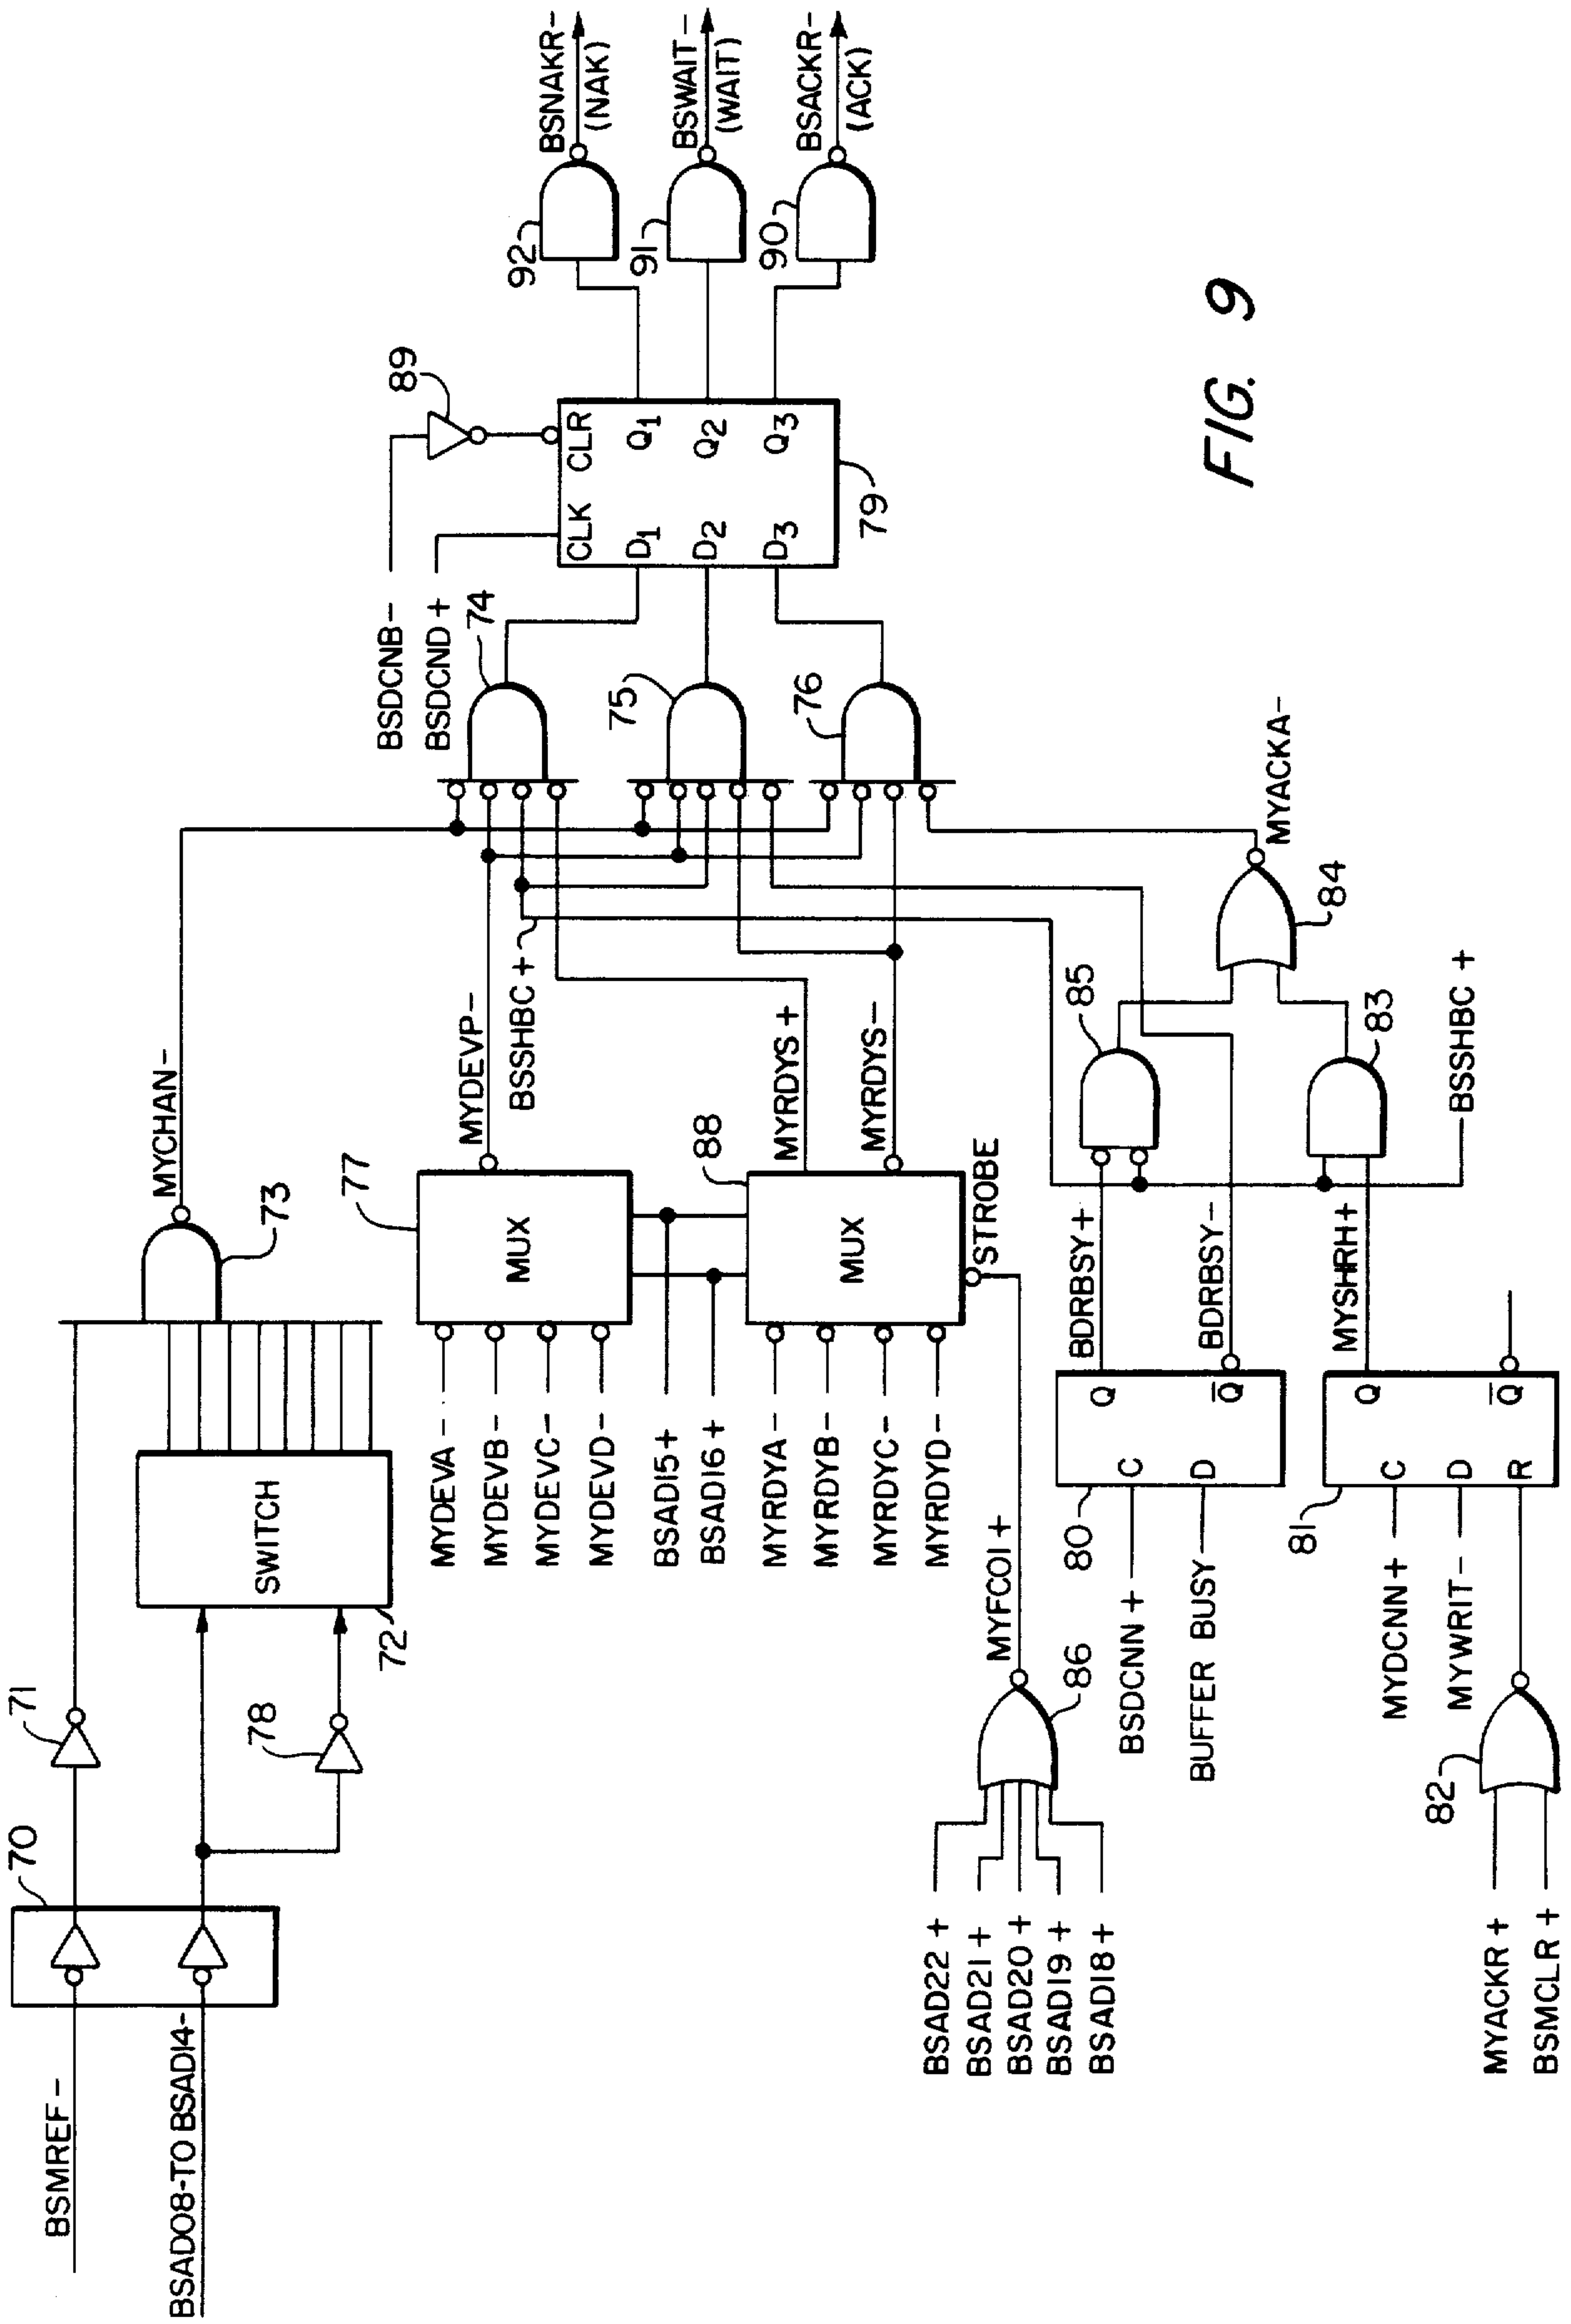 BSMREF-
BSAD08-TO BSAD14-
70
71
78
72
SWITCH
73
MYCHAN-
MYDEVA-
MYDEVB-
MYDEVC-
MYDEVD-
BSAD15+
BSAD16+
MYRDYA-
MYRDYB-
MYRDYC-
MYRDYD-
77
MUX
88
MUX
STROBE
MYDEVP-
BSSHBC+
MYRDYS+
MYRDYS-
BSAD22+
BSAD21+
BSAD20+
BSAD19+
BSAD18+
86
MYFC01+
BSDCNN+
BUFFER BUSY
80
C
D
Q
Q
BDRBSY+
BDRBSY-
MYDCNN+
MYWRIT-
MYACKR+
BSMCLR+
82
81
C
D
R
Q
Q
MYSHRH+
85
83
BSSHBC+
84
MYACKA-
74
75
76
BSDCNB-
BSDCND+
89
CLK
CLR
D1
D2
D3
Q1
Q2
Q3
79
92
91
90
BSNAKR-
(NAK)
BSWAIT-
(WAIT)
BSACKR-
(ACK)
FIG. 9